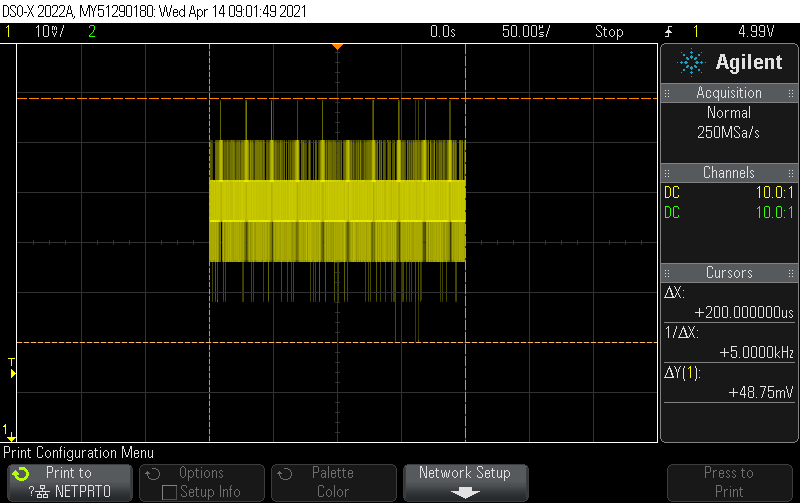 DSO-X 2022A, MY51290180: Wed Apr 14 09:01:49 2021
1 10mV/ 2 0.0s 50.00us/ Stop 1 4.99V
Agilent
Acquisition
Normal
250MSa/s
Channels
DC 10.0:1
DC 10.0:1
Cursors
ΔX:
+200.000000us
1/ΔX:
+5.0000kHz
ΔY(1):
+48.75mV
T
1
Print Configuration Menu
Print to
? NETPRT0
Options
Setup Info
Palette
Color
Network Setup
Press to
Print